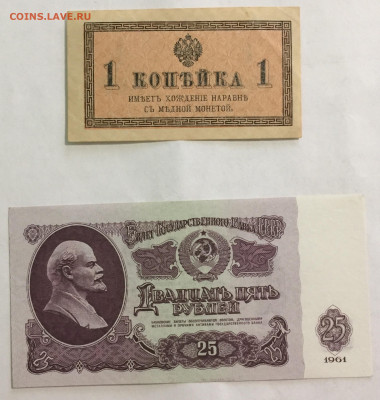 COINS.LAVE.RU
1 КОПѢЙКА 1
ИМѢЕТЪ ХОЖДЕНІЕ НАРАВНѢ
СЪ МѢДНОЙ МОНЕТОЙ.
Билет Государственного Банка СССР
Двадцать пять
рублей
25
25
1961